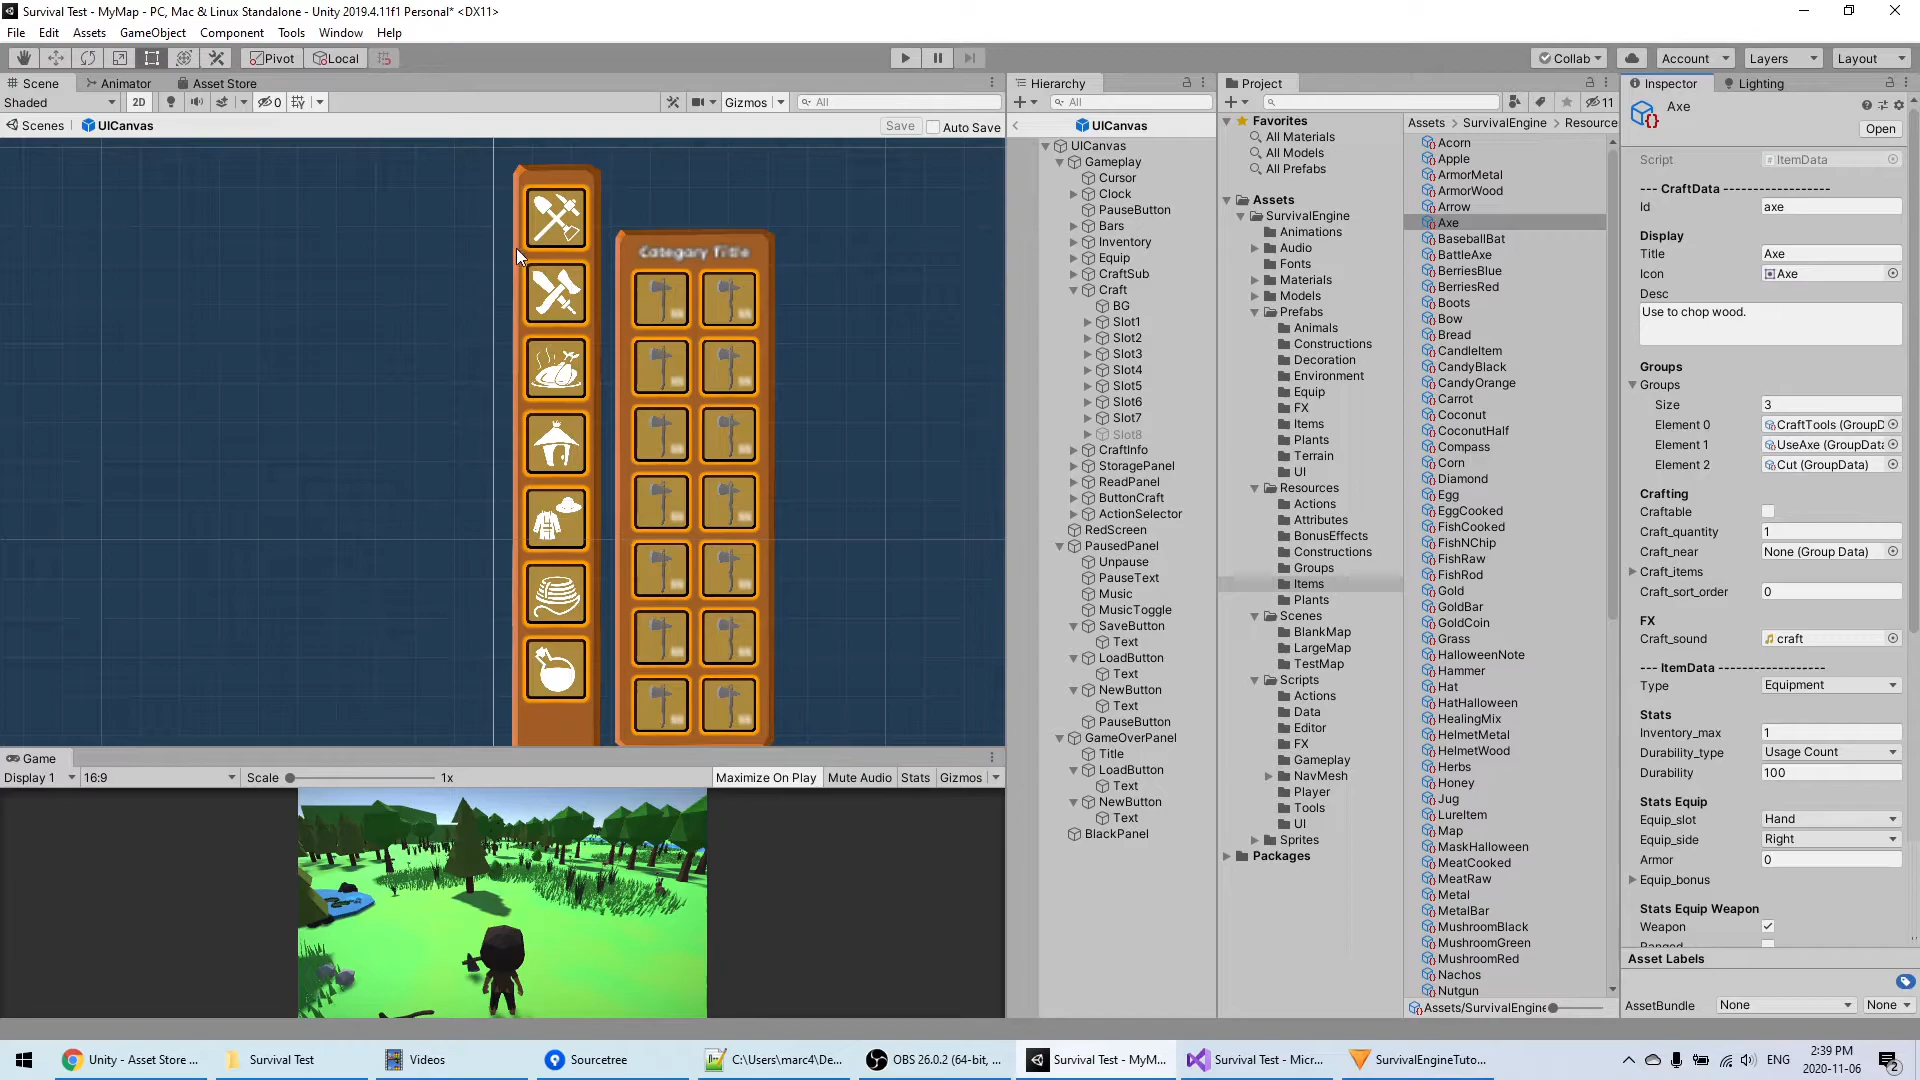 Survival Test - MyMap - PC, Mac & Linux Standalone - Unity 2019.4.11f1 Personal* <DX11>
File Edit Assets GameObject Component Tools Window Help
Pivot Local Collab Account Layers Layout
Scene Animator Asset Store
Shaded 2D 0 Gizmos All
Scenes UICanvas Save Auto Save
Category Title
Game
Display 1 16:9 Scale 1x Maximize On Play Mute Audio Stats Gizmos
Hierarchy
All
UICanvas
UICanvas
Gameplay
Cursor
Clock
PauseButton
Bars
Inventory
Equip
CraftSub
Craft
BG
Slot1
Slot2
Slot3
Slot4
Slot5
Slot6
Slot7
Slot8
CraftInfo
StoragePanel
ReadPanel
ButtonCraft
ActionSelector
RedScreen
PausedPanel
Unpause
PauseText
Music
MusicToggle
SaveButton
Text
LoadButton
Text
NewButton
Text
PauseButton
GameOverPanel
Title
LoadButton
Text
NewButton
Text
BlackPanel
Project
11
Favorites
All Materials
All Models
All Prefabs
Assets
SurvivalEngine
Animations
Audio
Fonts
Materials
Models
Prefabs
Animals
Constructions
Decoration
Environment
Equip
FX
Items
Plants
Terrain
UI
Resources
Actions
Attributes
BonusEffects
Constructions
Groups
Items
Plants
Scenes
BlankMap
LargeMap
TestMap
Scripts
Actions
Data
Editor
FX
Gameplay
NavMesh
Player
Tools
UI
Sprites
Packages
Assets SurvivalEngine Resource
Acorn
Apple
ArmorMetal
ArmorWood
Arrow
Axe
BaseballBat
BattleAxe
BerriesBlue
BerriesRed
Boots
Bow
Bread
CandleItem
CandyBlack
CandyOrange
Carrot
Coconut
CoconutHalf
Compass
Corn
Diamond
Egg
EggCooked
FishCooked
FishNChip
FishRaw
FishRod
Gold
GoldBar
GoldCoin
Grass
HalloweenNote
Hammer
Hat
HatHalloween
HealingMix
HelmetMetal
HelmetWood
Herbs
Honey
Jug
LureItem
Map
MaskHalloween
MeatCooked
MeatRaw
Metal
MetalBar
MushroomBlack
MushroomGreen
MushroomRed
Nachos
Nutgun
Assets/SurvivalEngine
Inspector Lighting
Axe
Open
Script ItemData
--- CraftData ------------------
Id axe
Display
Title Axe
Icon Axe
Desc
Use to chop wood.
Groups
Groups
Size 3
Element 0 CraftTools (GroupD
Element 1 UseAxe (GroupData
Element 2 Cut (GroupData)
Crafting
Craftable
Craft_quantity 1
Craft_near None (Group Data)
Craft_items
Craft_sort_order 0
FX
Craft_sound craft
--- ItemData ------------------
Type Equipment
Stats
Inventory_max 1
Durability_type Usage Count
Durability 100
Stats Equip
Equip_slot Hand
Equip_side Right
Armor 0
Equip_bonus
Stats Equip Weapon
Weapon
Ranged
Asset Labels
AssetBundle None None
Unity - Asset Store ... Survival Test Videos Sourcetree C:\Users\marc4\De... OBS 26.0.2 (64-bit, ... Survival Test - MyM... Survival Test - Micr... SurvivalEngineTuto... ENG 2:39 PM
2020-11-06 2